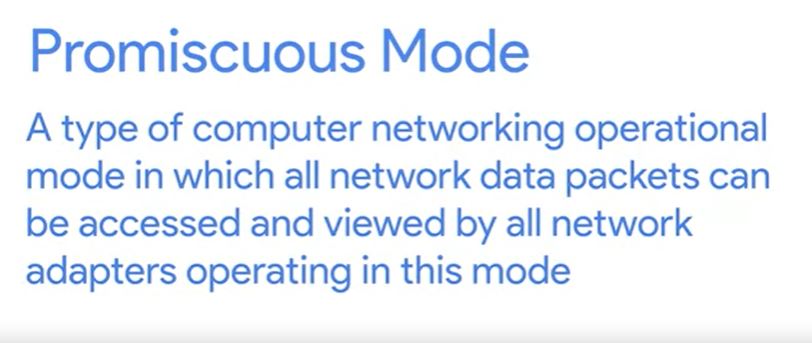 Promiscuous Mode
A type of computer networking operational
mode in which all network data packets can
be accessed and viewed by all network
adapters operating in this mode